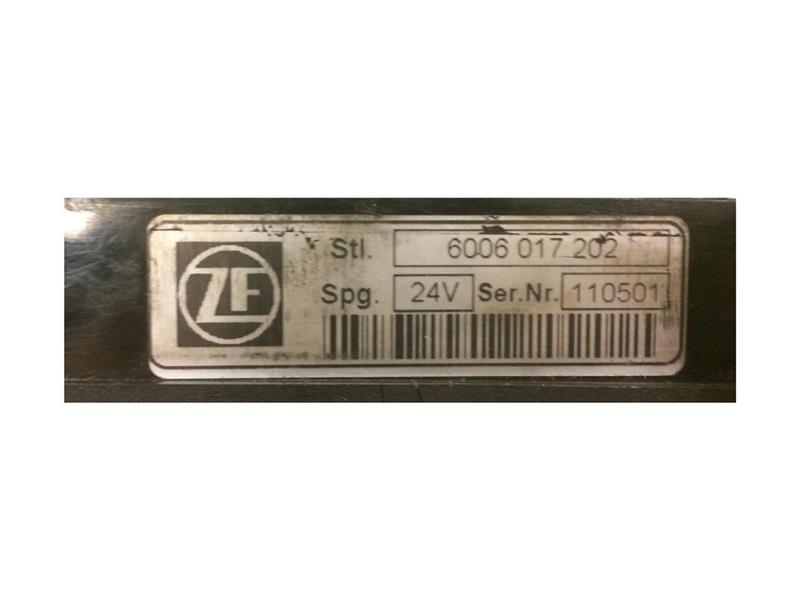 ZF
Stl. 6006 017 202
Spg. 24V Ser.Nr. 110501